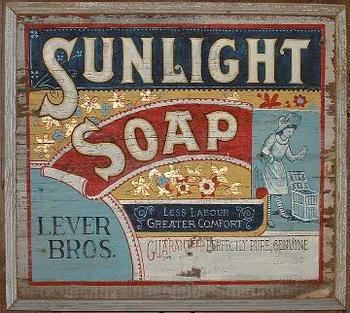 SUNLIGHT
SOAP
LESS LABOUR
GREATER COMFORT
LEVER
BROS.
GUARANTEED PERFECTLY PURE, GENUINE